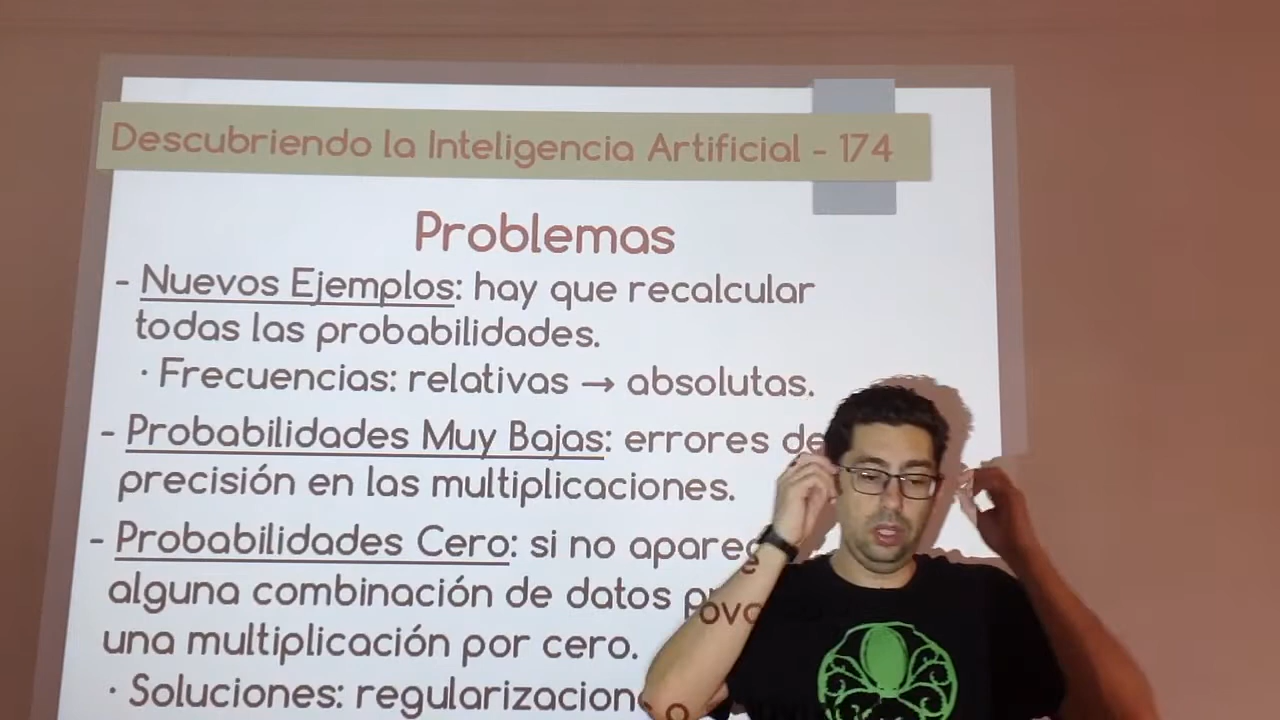 Descubriendo la Inteligencia Artificial - 174
Problemas
- Nuevos Ejemplos: hay que recalcular
todas las probabilidades.
· Frecuencias: relativas → absolutas.
- Probabilidades Muy Bajas: errores de
precisión en las multiplicaciones.
- Probabilidades Cero: si no
alguna combinación de datos
una multiplicación por cero.
· Soluciones: